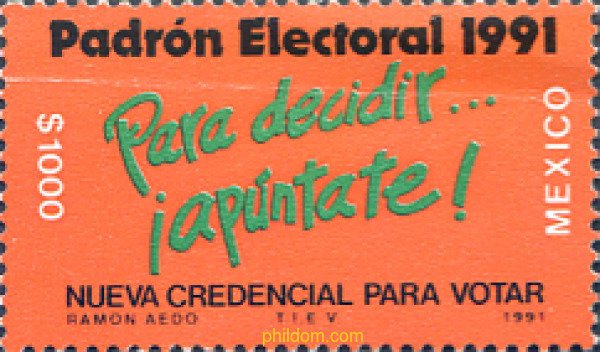 Padrón Electoral 1991
Para decidir...
¡apúntate!
$1000
MEXICO
NUEVA CREDENCIAL PARA VOTAR
RAMON AEDO T.I.E.V 1991
phildom.com